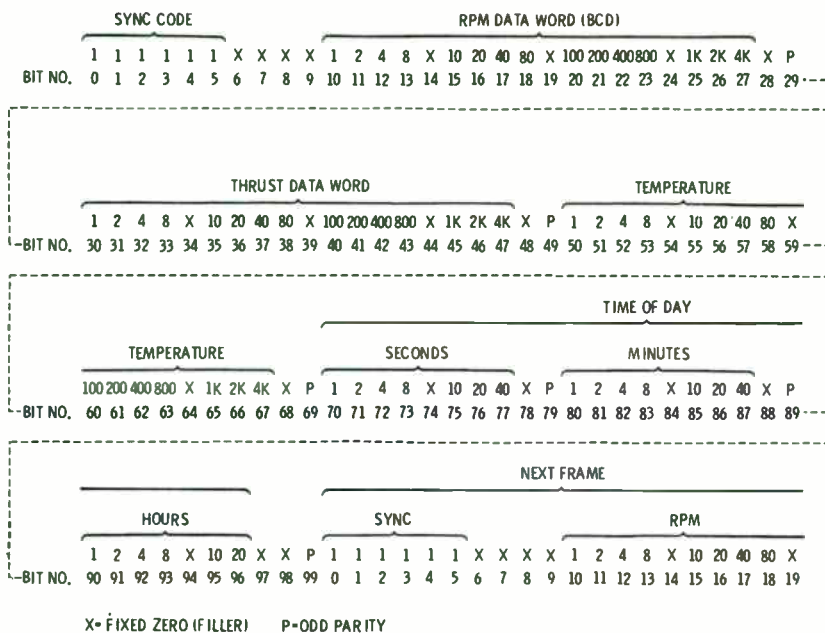 SYNC CODE RPM DATA WORD (BCD)
1 1 1 1 1 1 X X X X 1 2 4 8 X 10 20 40 80 X 100 200 400 800 X 1K 2K 4K X P
BIT NO. 0 1 2 3 4 5 6 7 8 9 10 11 12 13 14 15 16 17 18 19 20 21 22 23 24 25 26 27 28 29
THRUST DATA WORD TEMPERATURE
1 2 4 8 X 10 20 40 80 X 100 200 400 800 X 1K 2K 4K X P 1 2 4 8 X 10 20 40 80 X
BIT NO. 30 31 32 33 34 35 36 37 38 39 40 41 42 43 44 45 46 47 48 49 50 51 52 53 54 55 56 57 58 59
TIME OF DAY
TEMPERATURE SECONDS MINUTES
100 200 400 800 X 1K 2K 4K X P 1 2 4 8 X 10 20 40 X P 1 2 4 8 X 10 20 40 X P
BIT NO. 60 61 62 63 64 65 66 67 68 69 70 71 72 73 74 75 76 77 78 79 80 81 82 83 84 85 86 87 88 89
NEXT FRAME
HOURS SYNC RPM
1 2 4 8 X 10 20 X X P 1 1 1 1 1 1 X X X X 1 2 4 8 X 10 20 40 80 X
BIT NO. 90 91 92 93 94 95 96 97 98 99 0 1 2 3 4 5 6 7 8 9 10 11 12 13 14 15 16 17 18 19
X= FIXED ZERO (FILLER) P=ODD PARITY